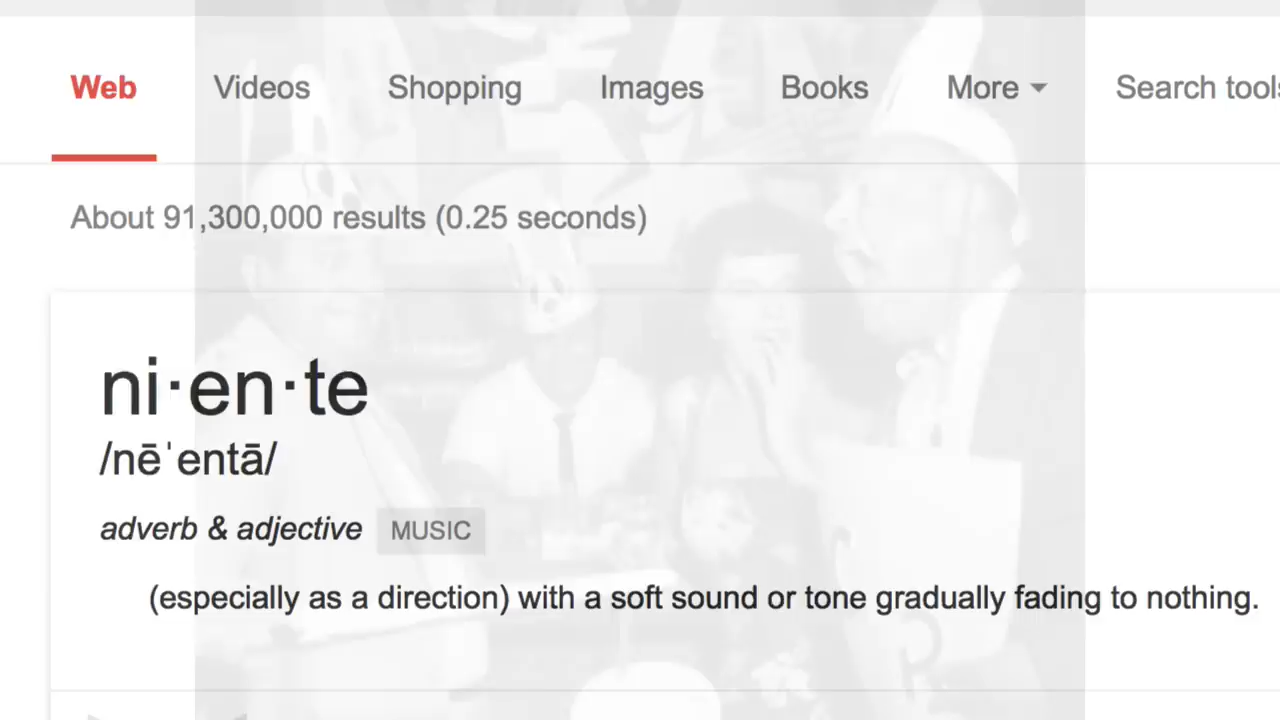 Web Videos Shopping Images Books More Search tools
About 91,300,000 results (0.25 seconds)
ni·en·te
/nēˈentā/
adverb & adjective MUSIC
(especially as a direction) with a soft sound or tone gradually fading to nothing.